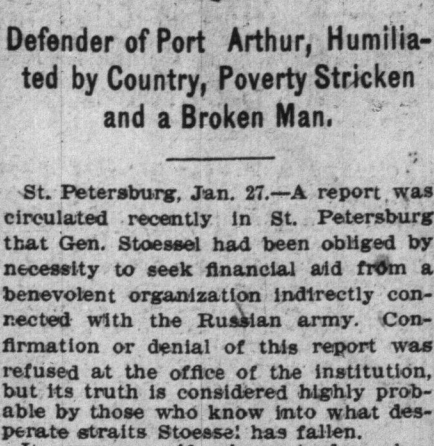 Defender of Port Arthur, Humilia-
ted by Country, Poverty Stricken
and a Broken Man.
St. Petersburg, Jan. 27.—A report was
circulated recently in St. Petersburg
that Gen. Stoessel had been obliged by
necessity to seek financial aid from a
benevolent organization indirectly con-
nected with the Russian army. Con-
firmation or denial of this report was
refused at the office of the institution,
but its truth is considered highly prob-
able by those who know into what des-
perate straits Stoessel has fallen.